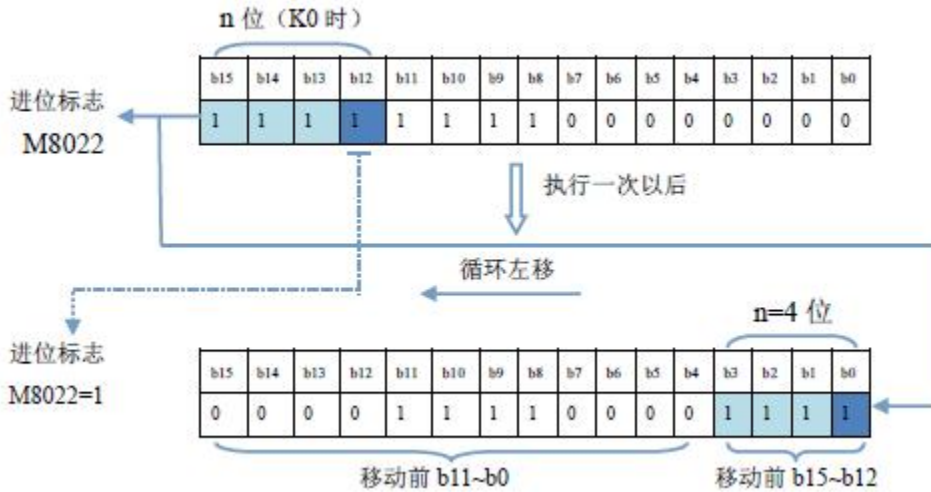 n 位（K0 时）
b15 b14 b13 b12 b11 b10 b9 b8 b7 b6 b5 b4 b3 b2 b1 b0
进位标志
1 1 1 1 1 1 1 1 0 0 0 0 0 0 0 0
M8022
执行一次以后
循环左移
n=4 位
进位标志
b15 b14 b13 b12 b11 b10 b9 b8 b7 b6 b5 b4 b3 b2 b1 b0
M8022=1
0 0 0 0 1 1 1 1 0 0 0 0 1 1 1 1
移动前 b11~b0
移动前 b15~b12